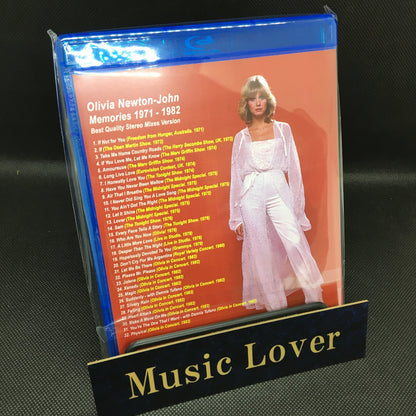 Olivia Newton-John
Memories 1971 - 1982
Best Quality Stereo Mixes Version
1. If Not for You (Freedom from Hunger, Australia. 1971)
2. If (The Dean Martin Show. 1972)
3. Take Me Home Country Roads (The Harry Secombe Show, UK. 1973)
4. If You Love Me, Let Me Know (The Merv Griffin Show. 1974)
5. Amoureuse (The Merv Griffin Show. 1974)
6. Long Live Love (Eurovision Contest, UK. 1974)
7. I Honestly Love You (The Tonight Show. 1974)
8. Have You Never Been Mellow (The Midnight Special. 1975)
9. Air That I Breathe (The Midnight Special. 1975)
10. I Never Did Sing You A Love Song (The Midnight Special. 1975)
11. You Ain't Got the Right (The Midnight Special. 1975)
12. Let It Shine (The Midnight Special. 1975)
13. Lover (The Midnight Special. 1975)
14. Sam (The Tonight Show. 1976)
15. Every Face Tells A Story (The Tonight Show. 1976)
16. Who Are You Now (Olivia! 1978)
17. A Little More Love (Live in Studio. 1978)
18. Deeper Than The Night (Live in Studio. 1978)
19. Hopelessly Devoted To You (Grammys. 1979)
20. Don't Cry For Me Argentina (Royal Variety Concert. 1980)
21. Let Me Be There (Olivia in Concert. 1982)
22. Please Mr. Please (Olivia in Concert. 1982)
23. Jolene (Olivia in Concert. 1982)
24. Xanadu (Olivia in Concert. 1982)
25. Magic (Olivia in Concert. 1982)
26. Suddenly - with Dennis Tufano (Olivia in Concert. 1982)
27. Silvery Rain (Olivia in Concert. 1982)
28. Falling (Olivia in Concert. 1982)
29. Heart Attack (Olivia in Concert. 1982)
30. Make A Move On Me (Olivia in Concert. 1982)
31. You're The One That I Want - with Dennis Tufano (Olivia in Concert. 1982)
32. Physical (Olivia in Concert. 1982)
Music Lover